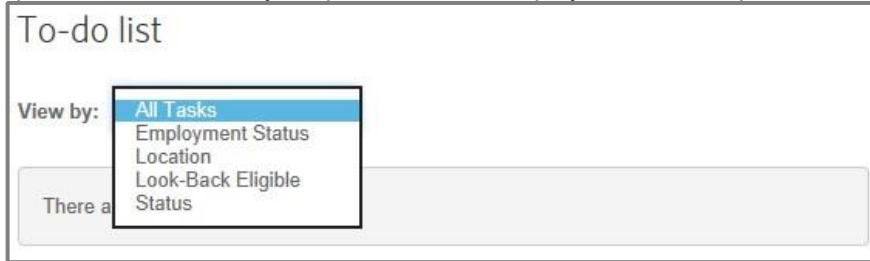 To-do list
View by:
All Tasks
Employment Status
Location
Look-Back Eligible
Status
There a